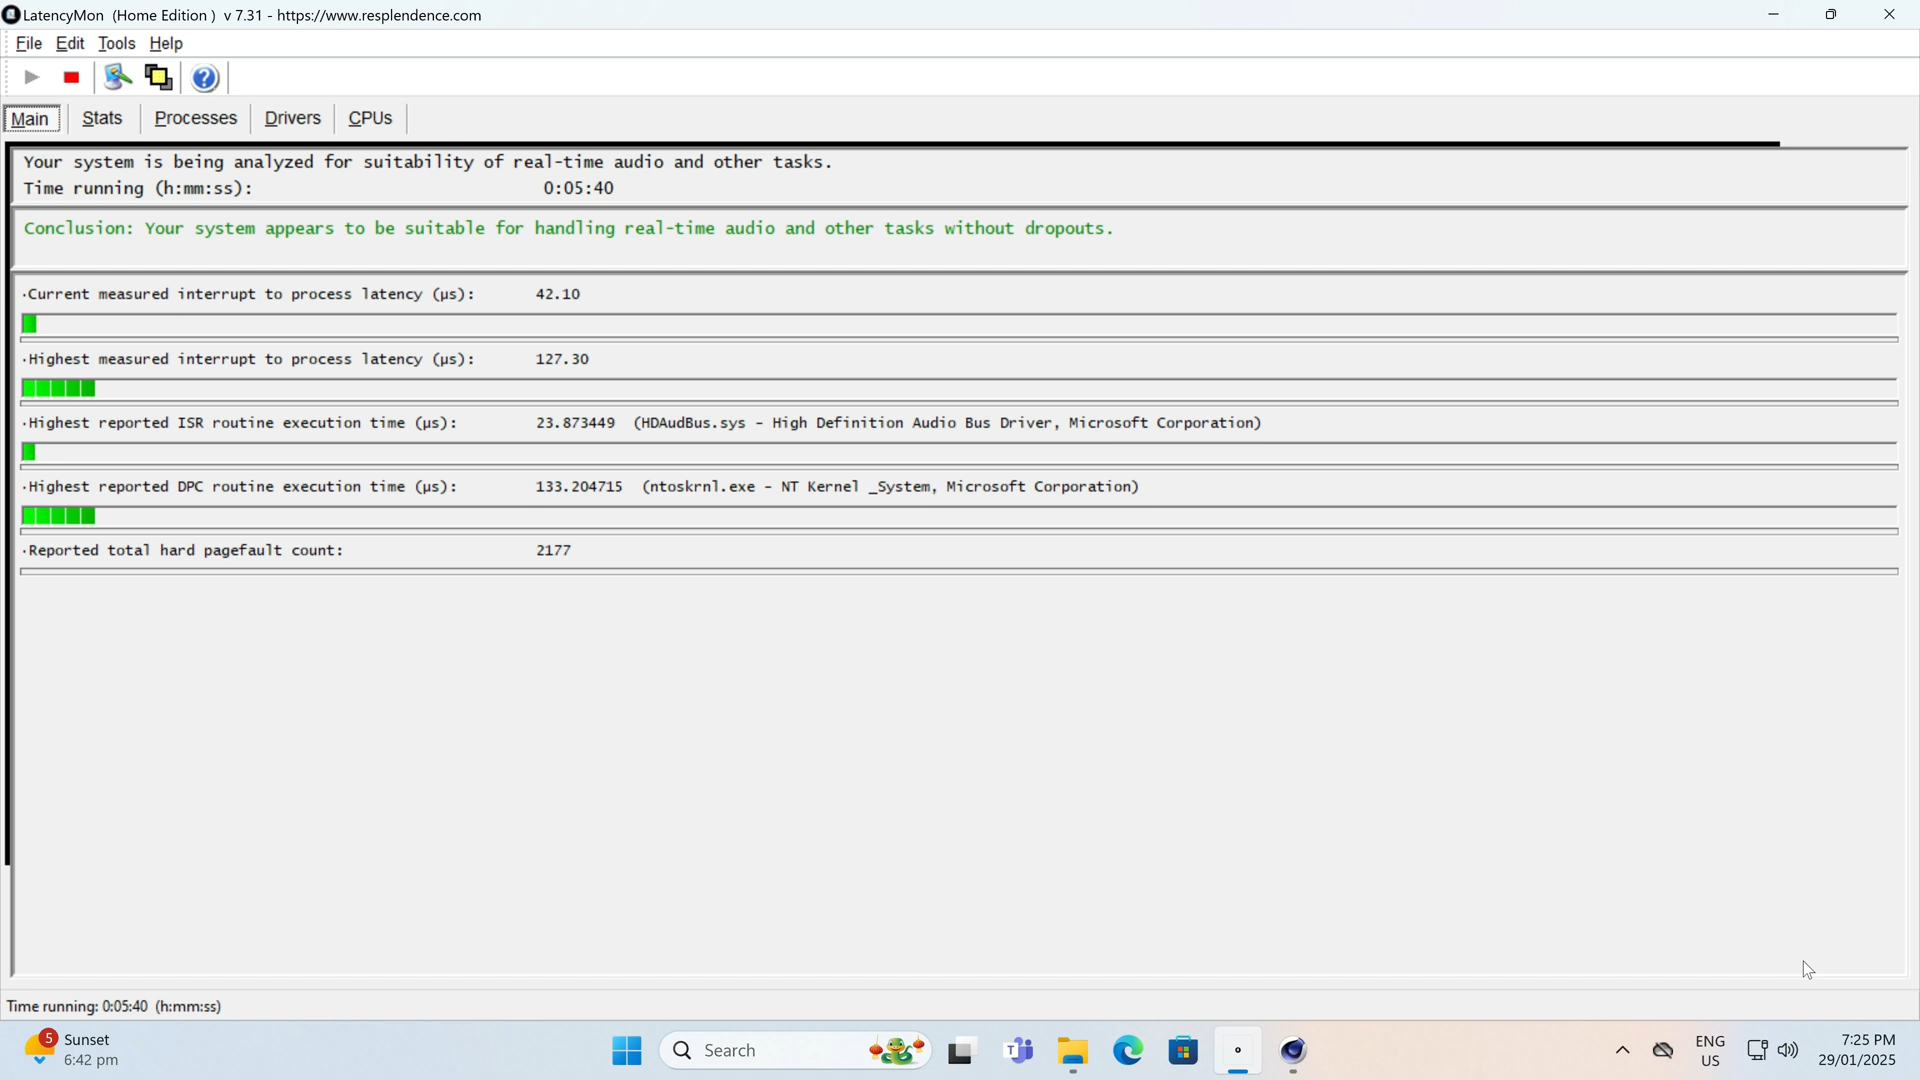 LatencyMon (Home Edition ) v 7.31 - https://www.resplendence.com
File Edit Tools Help
Main Stats Processes Drivers CPUs
Your system is being analyzed for suitability of real-time audio and other tasks.
Time running (h:mm:ss): 0:05:40
Conclusion: Your system appears to be suitable for handling real-time audio and other tasks without dropouts.
·Current measured interrupt to process latency (µs): 42.10
·Highest measured interrupt to process latency (µs): 127.30
·Highest reported ISR routine execution time (µs): 23.873449 (HDAudBus.sys - High Definition Audio Bus Driver, Microsoft Corporation)
·Highest reported DPC routine execution time (µs): 133.204715 (ntoskrnl.exe - NT Kernel _System, Microsoft Corporation)
·Reported total hard pagefault count: 2177
Time running: 0:05:40 (h:mm:ss)
5 Sunset
6:42 pm
Search
ENG
US
7:25 PM
29/01/2025